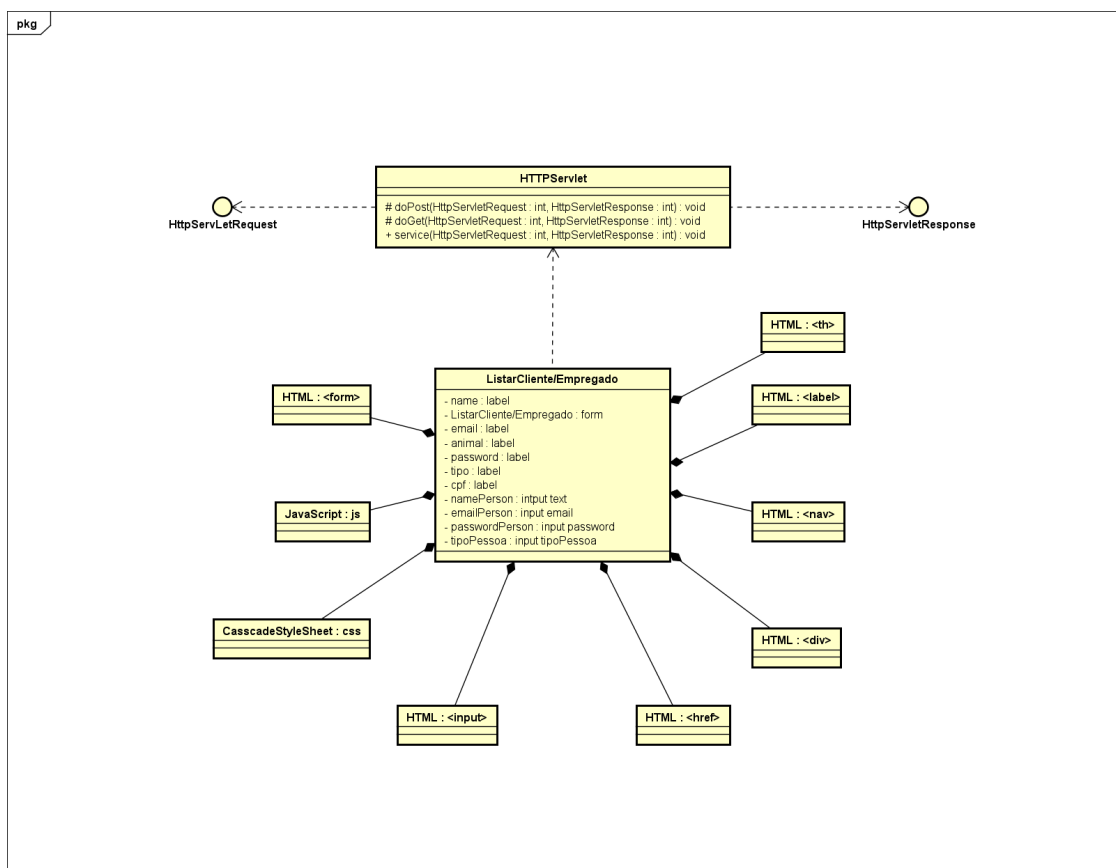 pkg
HTTPServlet
# doPost(HttpServletRequest : int, HttpServletResponse : int) : void
# doGet(HttpServletRequest : int, HttpServletResponse : int) : void
+ service(HttpServletRequest : int, HttpServletResponse : int) : void
HttpServLetRequest
HttpServletResponse
HTML : <th>
ListarCliente/Empregado
- name : label
- ListarCliente/Empregado : form
- email : label
- animal : label
- password : label
- tipo : label
- cpf : label
- namePerson : intput text
- emailPerson : input email
- passwordPerson : input password
- tipoPessoa : input tipoPessoa
HTML : <form>
HTML : <label>
JavaScript : js
HTML : <nav>
CasscadeStyleSheet : css
HTML : <div>
HTML : <input>
HTML : <href>